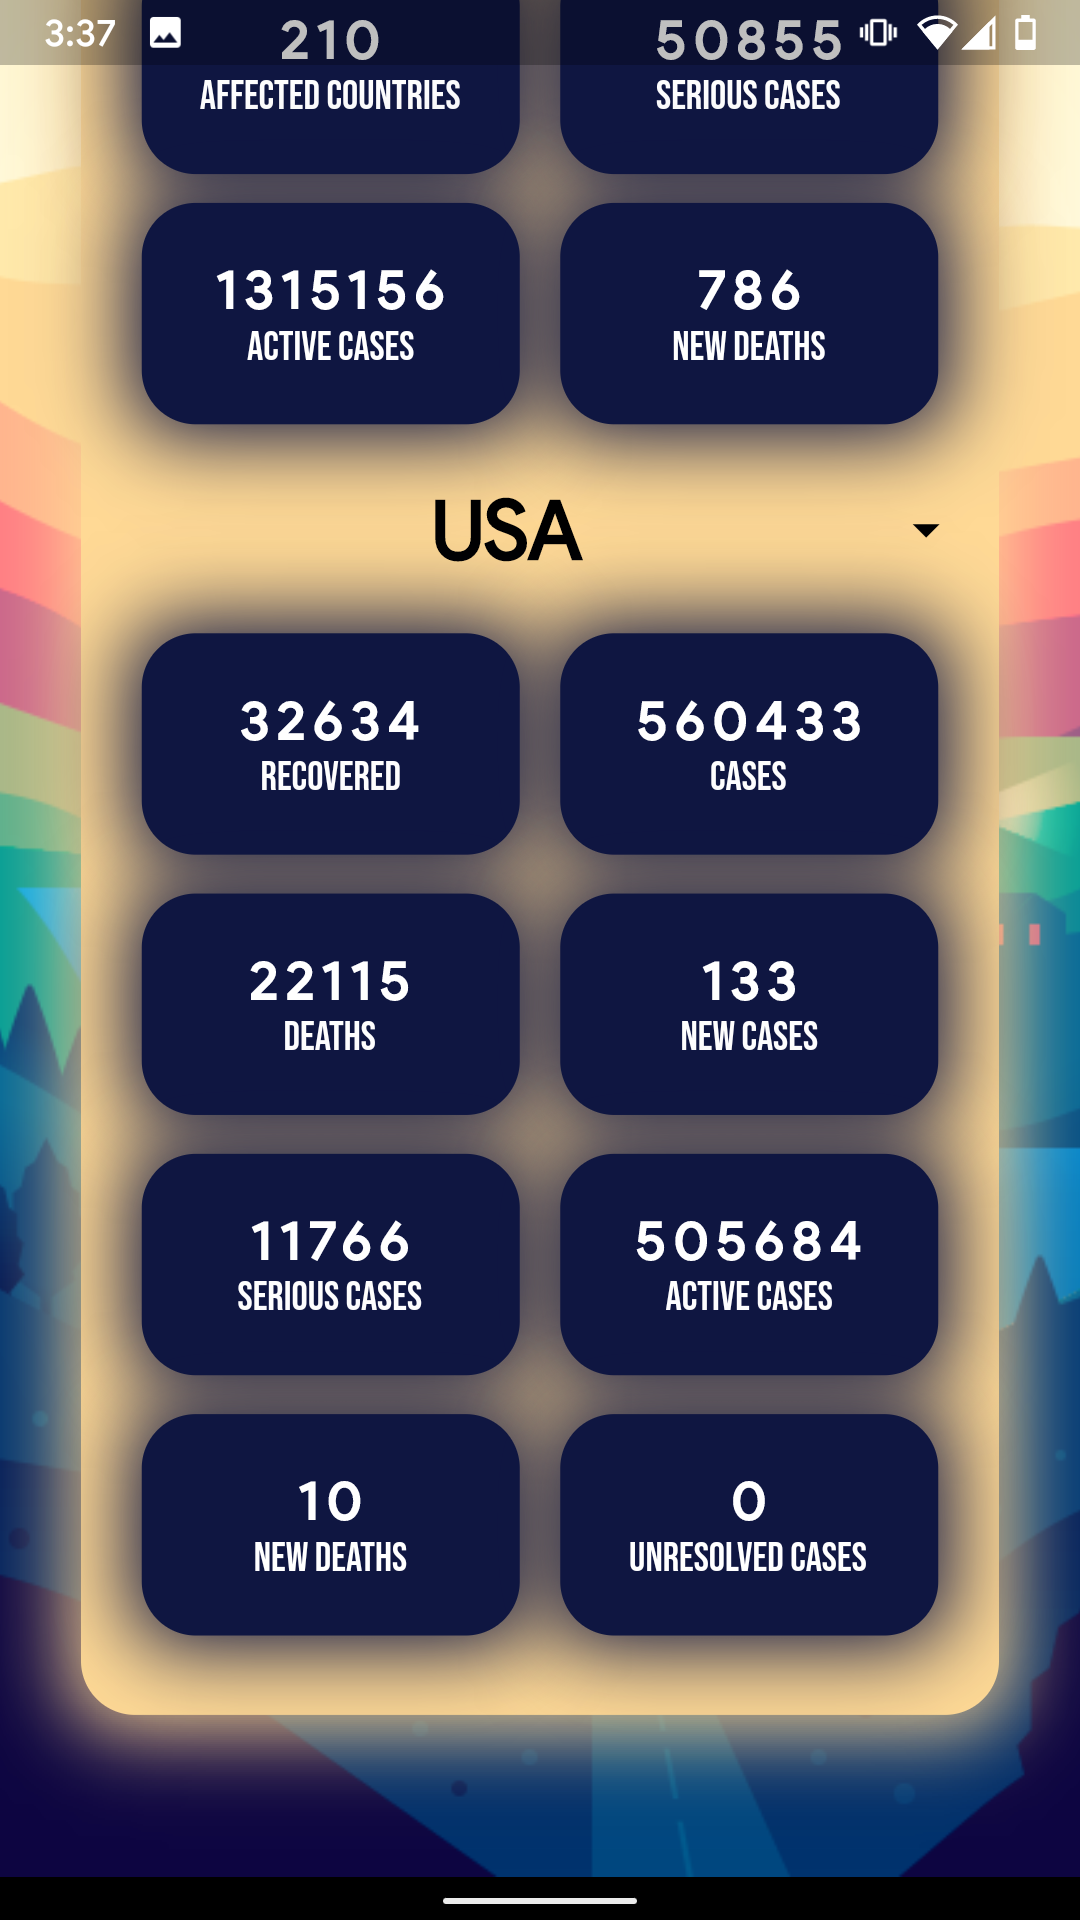 3:37
210
50855
AFFECTED COUNTRIES
SERIOUS CASES
1315156
786
ACTIVE CASES
NEW DEATHS
USA
32634
560433
RECOVERED
CASES
22115
133
DEATHS
NEW CASES
11766
505684
SERIOUS CASES
ACTIVE CASES
10
0
NEW DEATHS
UNRESOLVED CASES